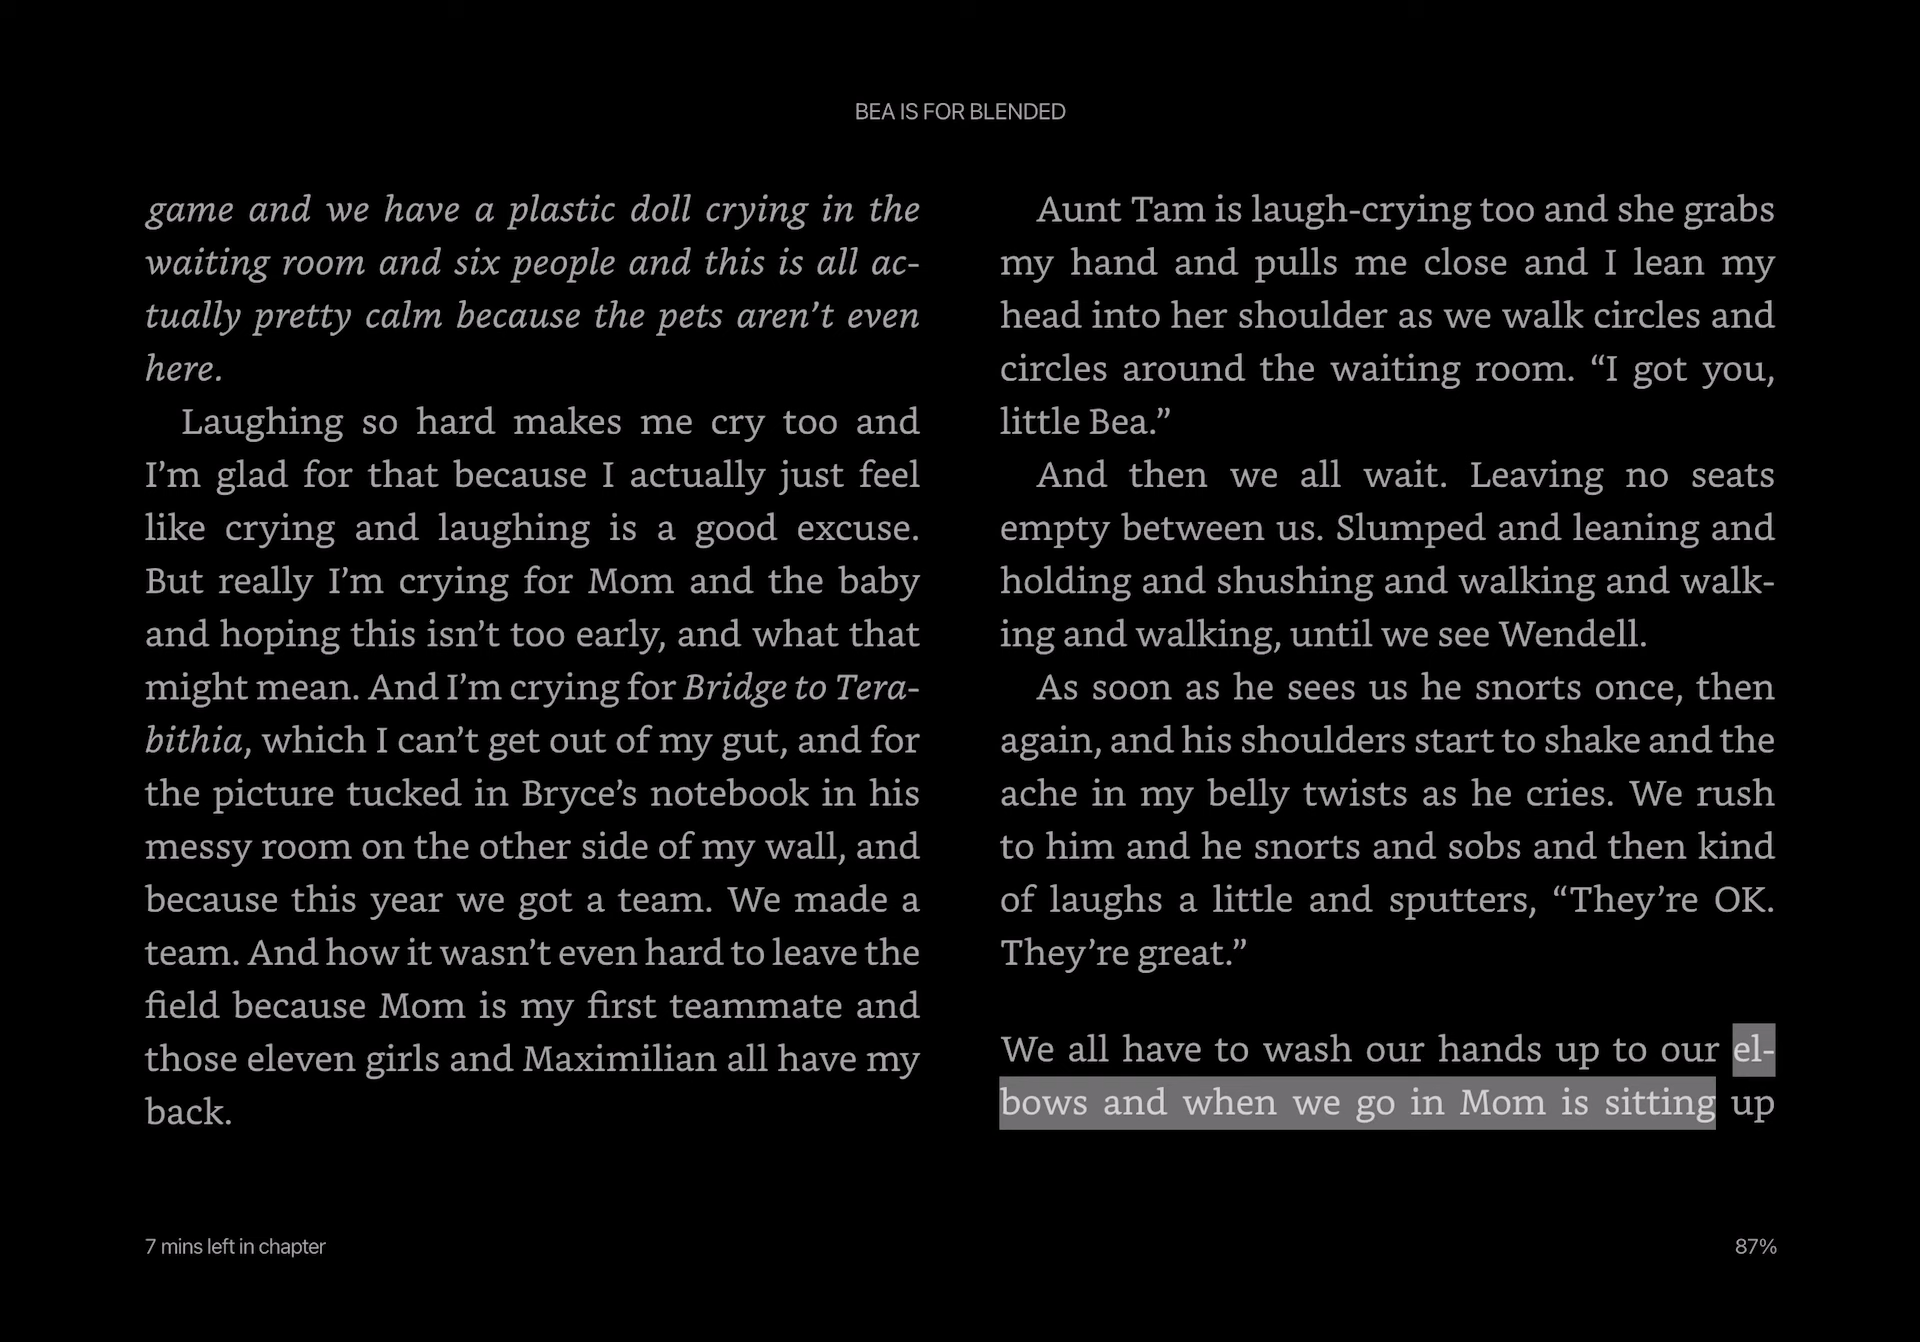 BEA IS FOR BLENDED
game and we have a plastic doll crying in the
waiting room and six people and this is all ac-
tually pretty calm because the pets aren’t even
here.
Laughing so hard makes me cry too and
I’m glad for that because I actually just feel
like crying and laughing is a good excuse.
But really I’m crying for Mom and the baby
and hoping this isn’t too early, and what that
might mean. And I’m crying for Bridge to Tera-
bithia, which I can’t get out of my gut, and for
the picture tucked in Bryce’s notebook in his
messy room on the other side of my wall, and
because this year we got a team. We made a
team. And how it wasn’t even hard to leave the
field because Mom is my first teammate and
those eleven girls and Maximilian all have my
back.
Aunt Tam is laugh-crying too and she grabs
my hand and pulls me close and I lean my
head into her shoulder as we walk circles and
circles around the waiting room. “I got you,
little Bea.”
And then we all wait. Leaving no seats
empty between us. Slumped and leaning and
holding and shushing and walking and walk-
ing and walking, until we see Wendell.
As soon as he sees us he snorts once, then
again, and his shoulders start to shake and the
ache in my belly twists as he cries. We rush
to him and he snorts and sobs and then kind
of laughs a little and sputters, “They’re OK.
They’re great.”
We all have to wash our hands up to our el-
bows and when we go in Mom is sitting up
7 mins left in chapter
87%